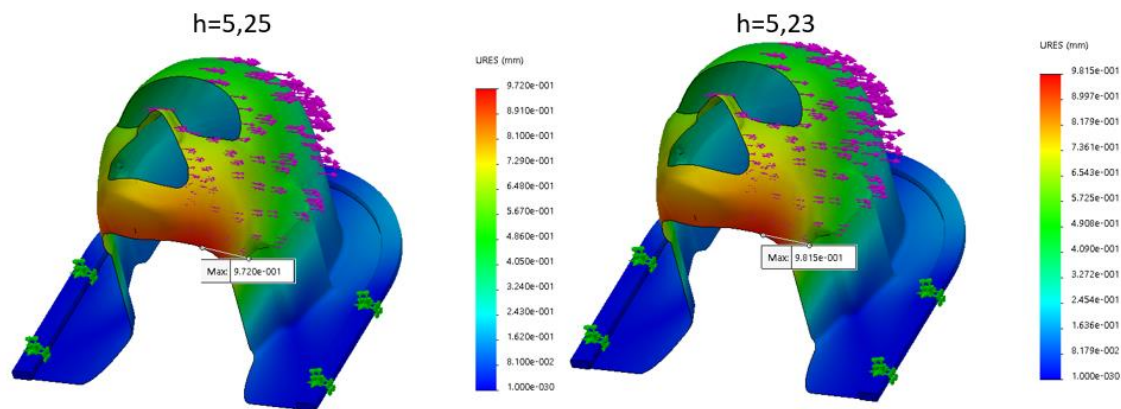 h=5,25
URES (mm)
9.720e-001
8.910e-001
8.100e-001
7.290e-001
6.480e-001
5.670e-001
4.860e-001
4.050e-001
3.240e-001
2.430e-001
1.620e-001
8.100e-002
1.000e-030
Max: 9.720e-001
h=5,23
URES (mm)
9.815e-001
8.997e-001
8.179e-001
7.361e-001
6.543e-001
5.725e-001
4.908e-001
4.090e-001
3.272e-001
2.454e-001
1.636e-001
8.179e-002
1.000e-030
Max: 9.815e-001